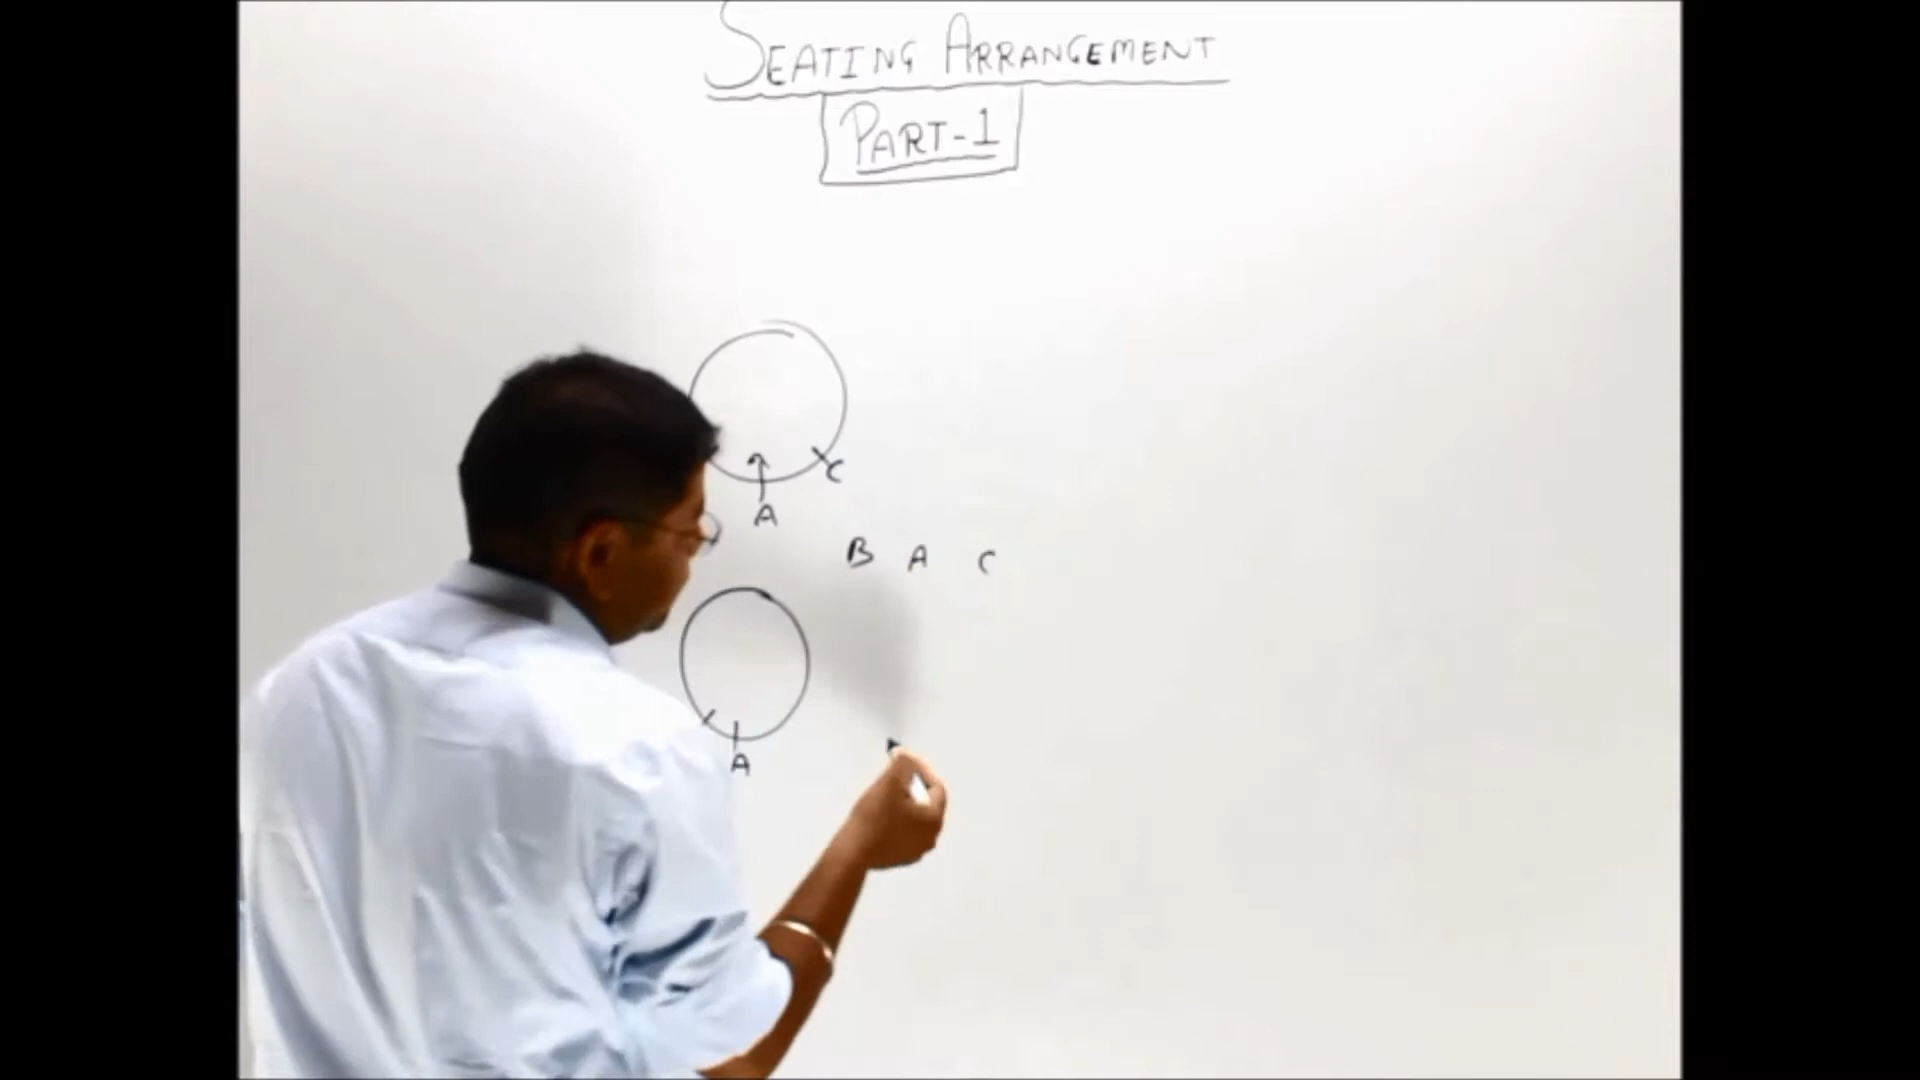 SEATING ARRANGEMENT
PART-1
C
A
B A C
A